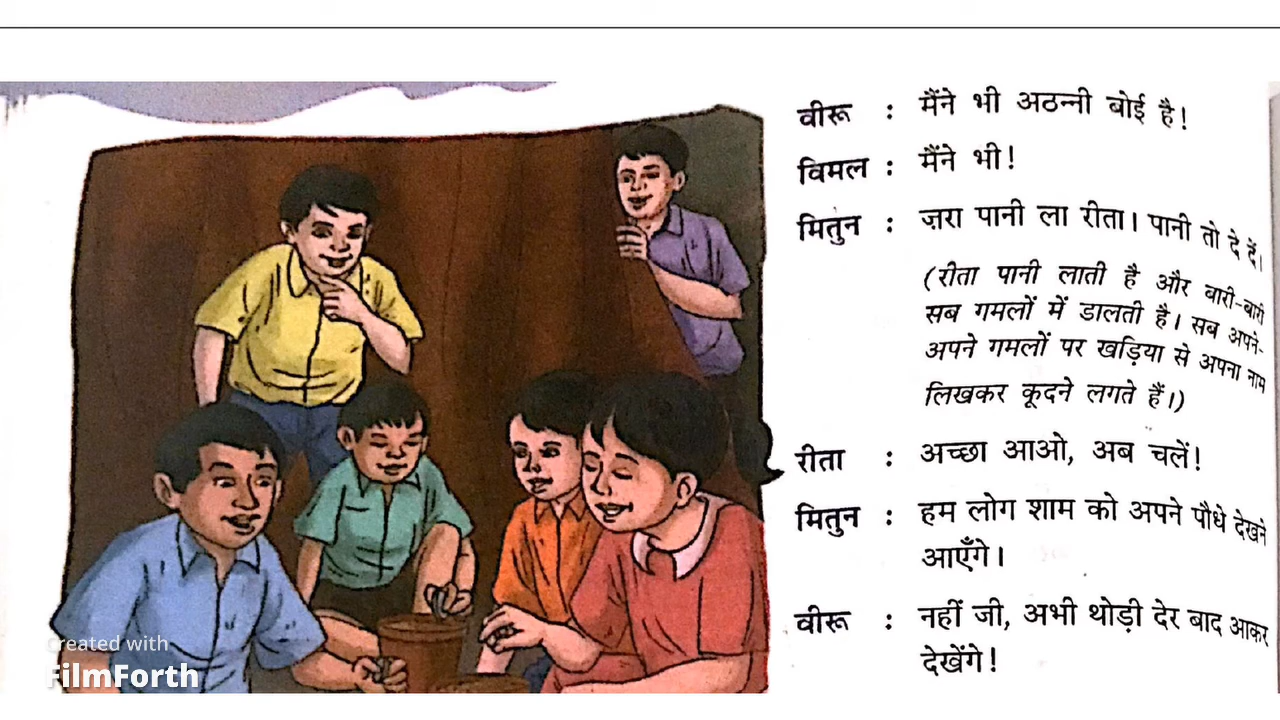 वीरू : मैंने भी अठन्नी बोई है!
विमल : मैंने भी!
मितुन : ज़रा पानी ला रीता। पानी तो दे दें।
(रीता पानी लाती है और बारी-बारी
सब गमलों में डालती है। सब अपने-
अपने गमलों पर खड़िया से अपना नाम
लिखकर कूदने लगते हैं।)
रीता : अच्छा आओ, अब चलें!
मितुन : हम लोग शाम को अपने पौधे देखने
आएँगे।
वीरू : नहीं जी, अभी थोड़ी देर बाद आकर
देखेंगे!
Created with
FilmForth